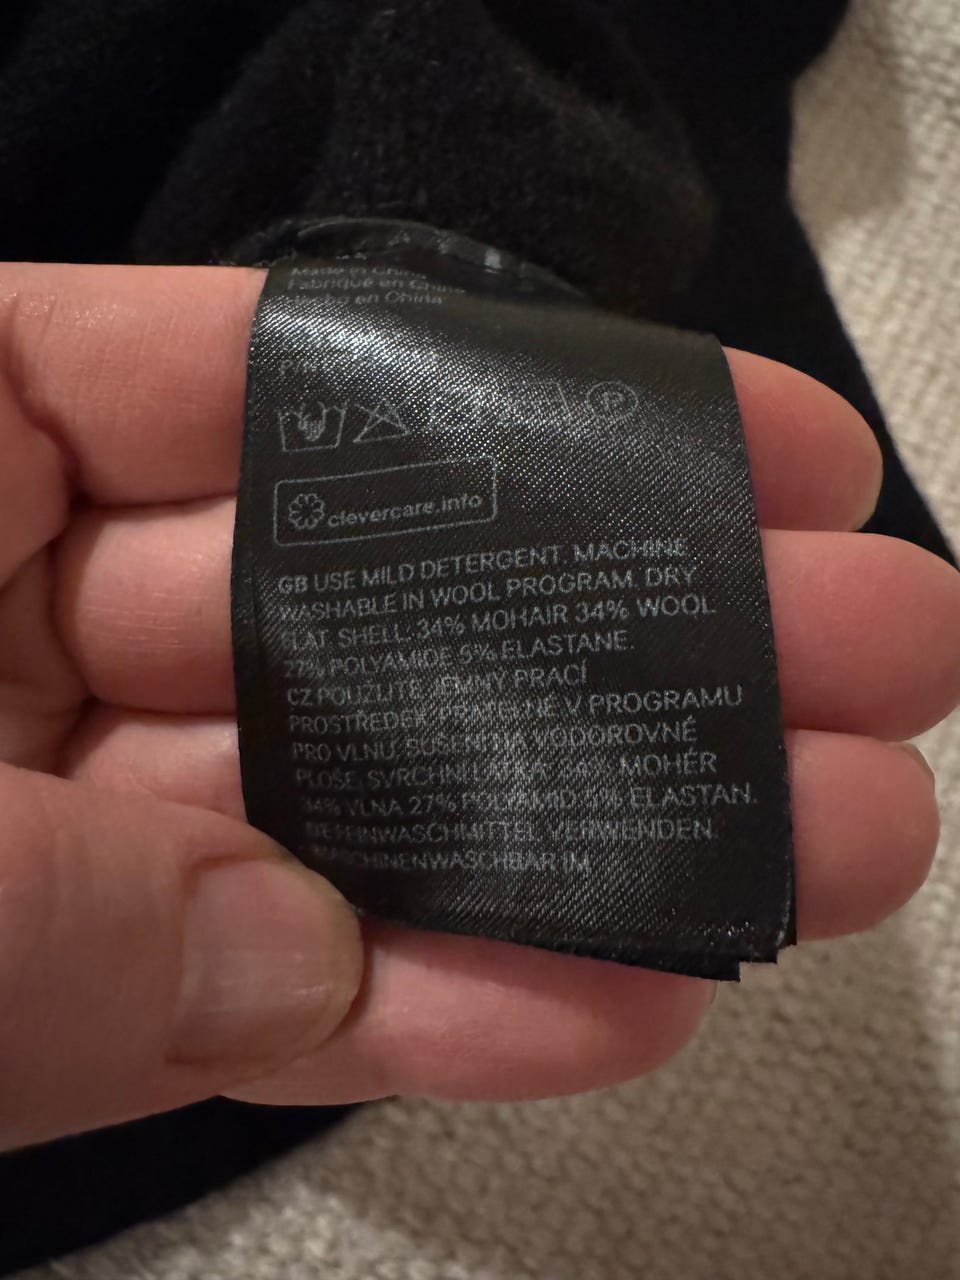 Made in China
Fabriqué en China
en China
P
clevercare.info
GB USE MILD DETERGENT. MACHINE
WASHABLE IN WOOL PROGRAM. DRY
FLAT. SHELL: 34% MOHAIR 34% WOOL
27% POLYAMIDE 5% ELASTANE.
CZ POUŽIJTE JEMNÝ PRACÍ
PROSTŘEDEK. PRATELNÉ V PROGRAMU
PRO VLNU. SUŠENÍ NA VODOROVNÉ
PLOŠE. SVRCHNÍ LÁTKA: 34% MOHÉR
34% VLNA 27% POLYAMID 5% ELASTAN.
DE FEINWASCHMITTEL VERWENDEN.
MASCHINENWASCHBAR IM